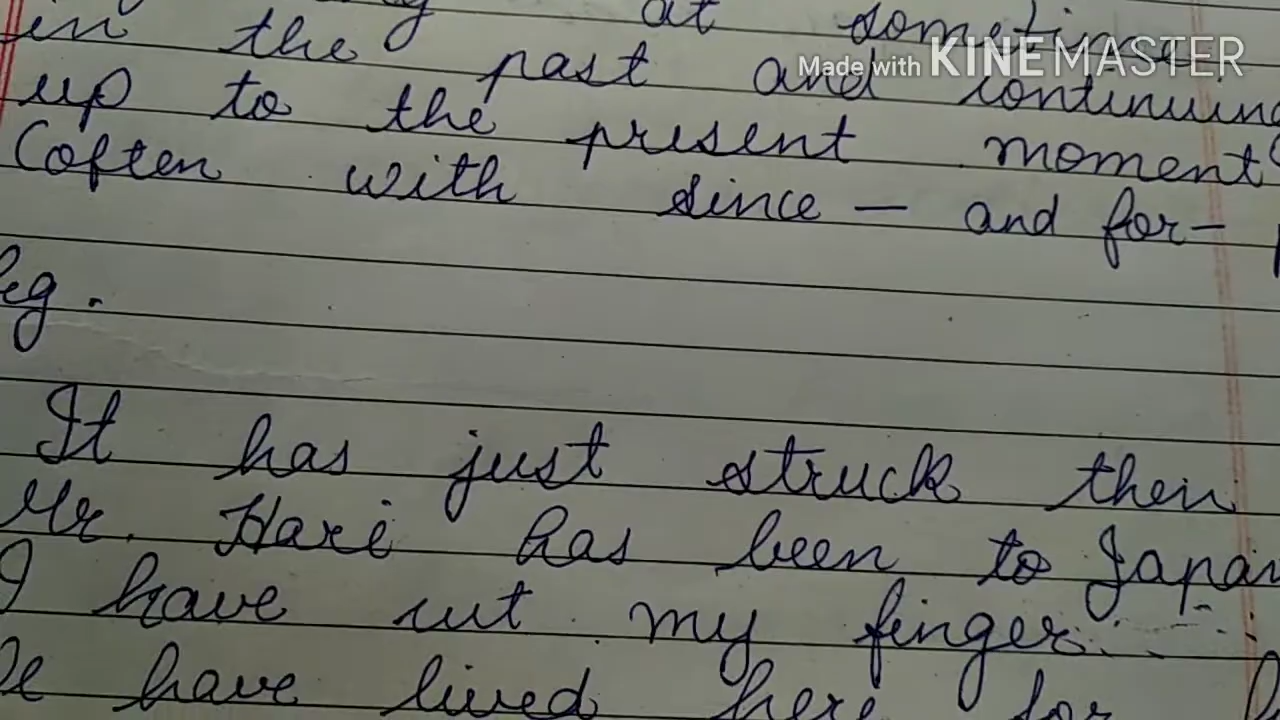 at sometime
in the past and continuing
Made with KINEMASTER
up to the present moment
(often with since — and for-
eg.
It has just struck then
Mr. Hari has been to Japan
I have cut my finger...
have lived here for